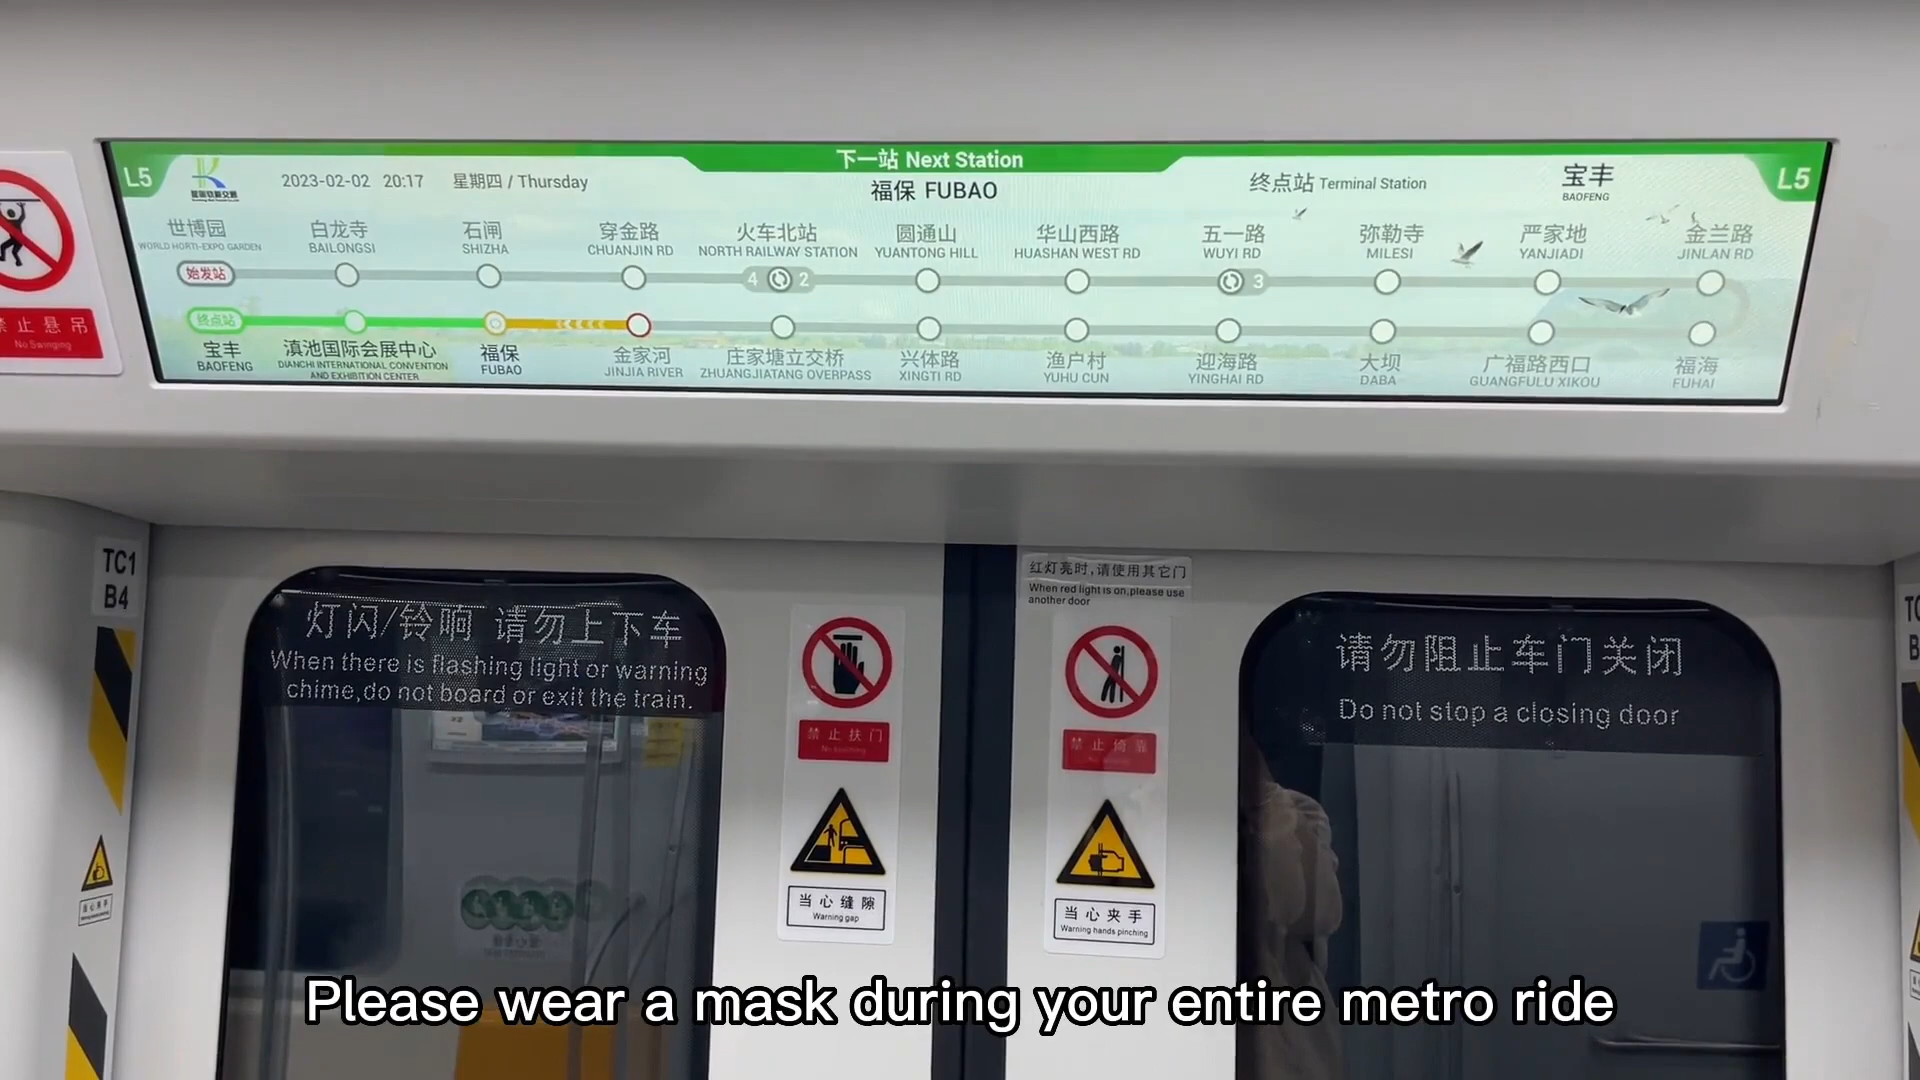 下一站 Next Station
L5
2023-02-02 20:17 星期四 / Thursday
福保 FUBAO
终点站 Terminal Station
宝丰
BAOFENG
L5
世博园 白龙寺 石闸 穿金路 火车北站 圆通山 华山西路 五一路 弥勒寺 严家地 金兰路
WORLD HORTI-EXPO GARDEN BAILONGSI SHIZHA CHUANJIN RD NORTH RAILWAY STATION YUANTONG HILL HUASHAN WEST RD WUYI RD MILESI YANJIADI JINLAN RD
始发站 4 2 3
终点站
宝丰 滇池国际会展中心 福保 金家河 庄家塘立交桥 兴体路 渔户村 迎海路 大坝 广福路西口 福海
BAOFENG DIANCHI INTERNATIONAL CONVENTION AND EXHIBITION CENTER FUBAO JINJIA RIVER ZHUANGJIATANG OVERPASS XINGTI RD YUHU CUN YINGHAI RD DABA GUANGFULU XIKOU FUHAI
禁止悬吊
No Swinging
TC1
B4
灯闪/铃响 请勿上下车
When there is flashing light or warning
chime,do not board or exit the train.
红灯亮时,请使用其它门
When red light is on,please use
another door
请勿阻止车门关闭
Do not stop a closing door
禁止扶门
禁止倚靠
当心缝隙
Warning gap
当心夹手
Warning hands pinching
当心夹手
Please wear a mask during your entire metro ride